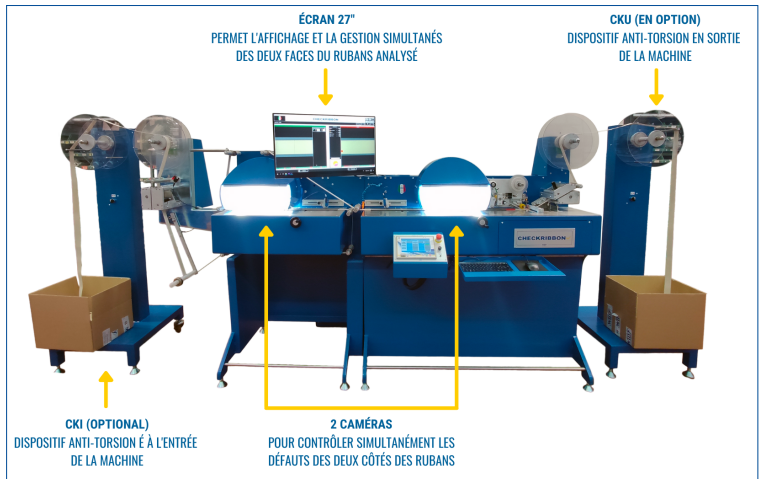 ÉCRAN 27"
PERMET L'AFFICHAGE ET LA GESTION SIMULTANÉS
DES DEUX FACES DU RUBANS ANALYSÉ
CKU (EN OPTION)
DISPOSITIF ANTI-TORSION EN SORTIE
DE LA MACHINE
CHECKRIBBON
CKI (OPTIONAL)
DISPOSITIF ANTI-TORSION É À L'ENTRÉE
DE LA MACHINE
2 CAMÉRAS
POUR CONTRÔLER SIMULTANÉMENT LES
DÉFAUTS DES DEUX CÔTÉS DES RUBANS